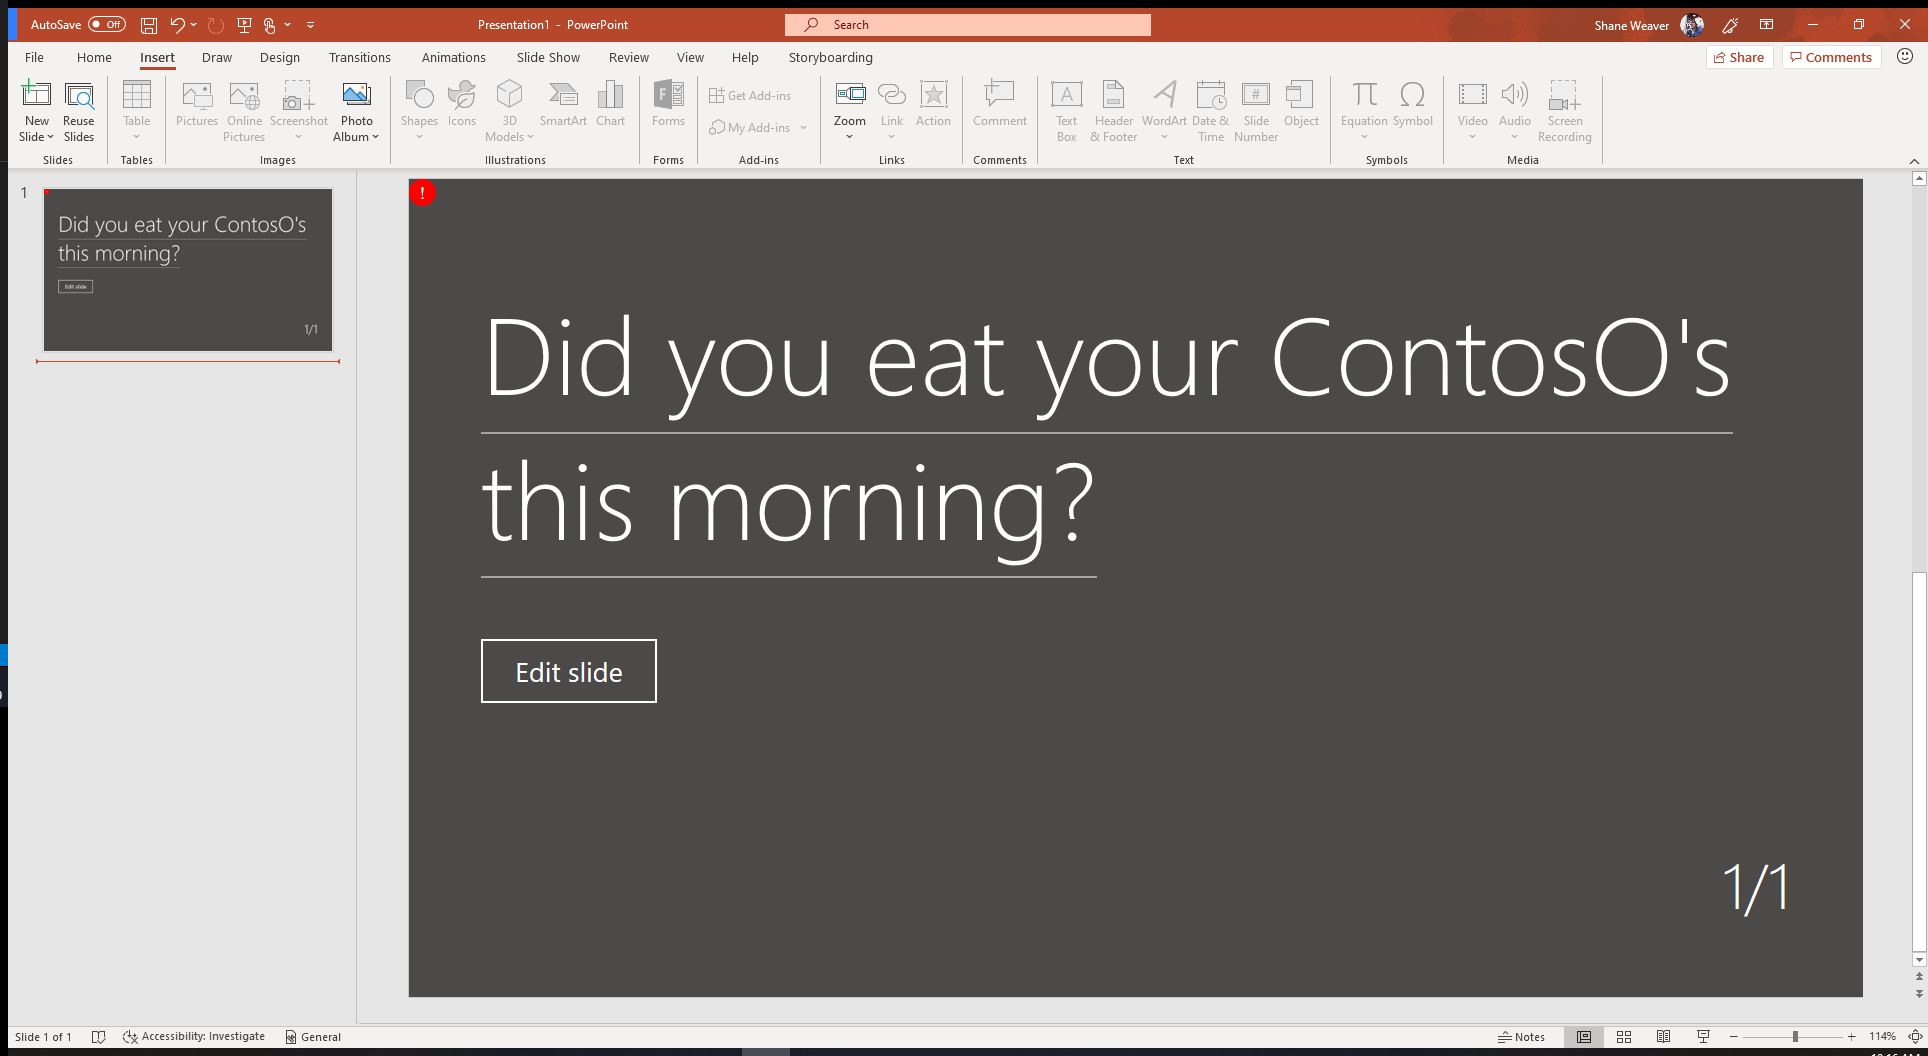 AutoSave Off
Presentation1 - PowerPoint
Search
Shane Weaver
File Home Insert Draw Design Transitions Animations Slide Show Review View Help Storyboarding
Share Comments
New Slide
Reuse Slides
Table
Pictures
Online Pictures
Screenshot
Photo Album
Shapes
Icons
3D Models
SmartArt
Chart
Forms
Get Add-ins
My Add-ins
Zoom
Link
Action
Comment
Text Box
Header & Footer
WordArt
Date & Time
Slide Number
Object
Equation
Symbol
Video
Audio
Screen Recording
Slides Tables Images Illustrations Forms Add-ins Links Comments Text Symbols Media
1
Did you eat your ContosO's
this morning?
Edit slide
1/1
!
Did you eat your ContosO's
this morning?
Edit slide
1/1
Slide 1 of 1 Accessibility: Investigate General
Notes 114%